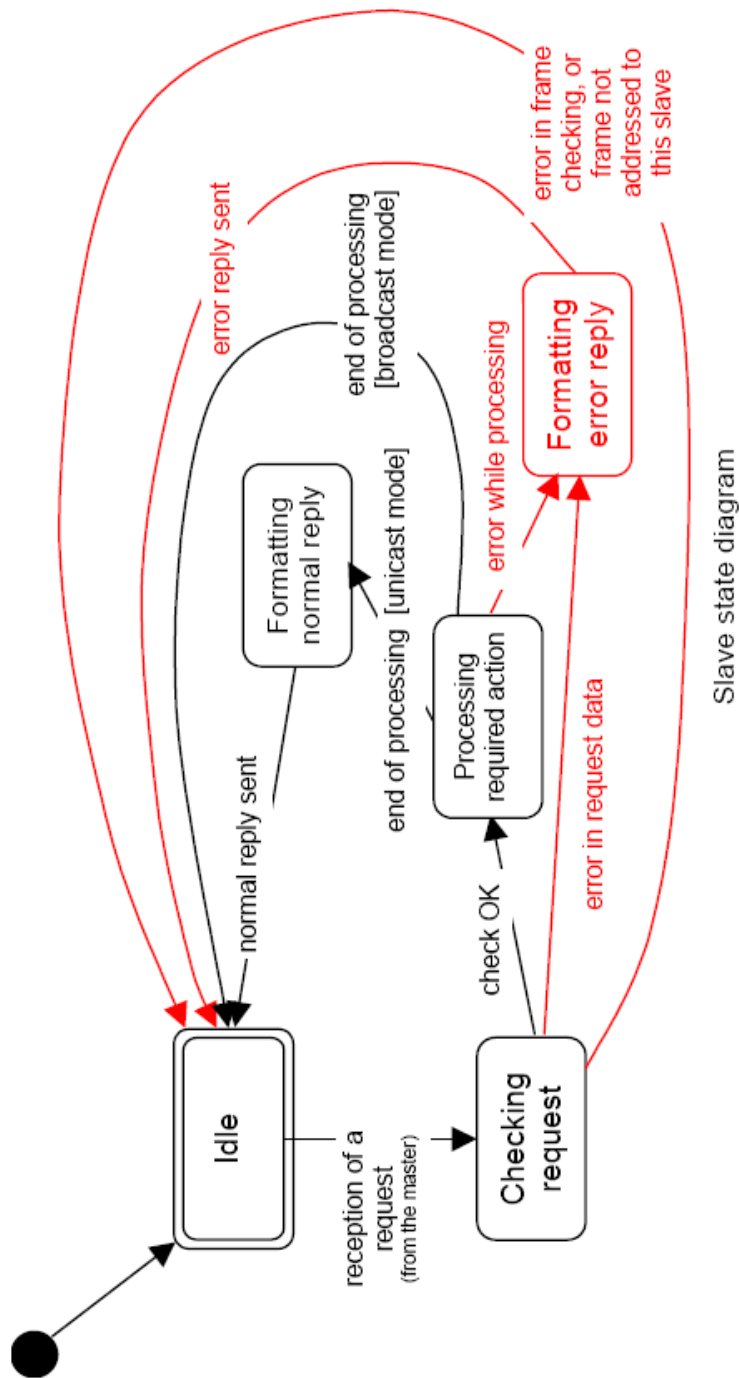 Idle
reception of a
request
(from the master)
Checking
request
check OK
normal reply sent
Processing
required action
end of processing
[unicast mode]
Formatting
normal reply
end of processing
[broadcast mode]
error reply sent
error while processing
error in request data
Formatting
error reply
error in frame
checking, or
frame not
addressed to
this slave
Slave state diagram